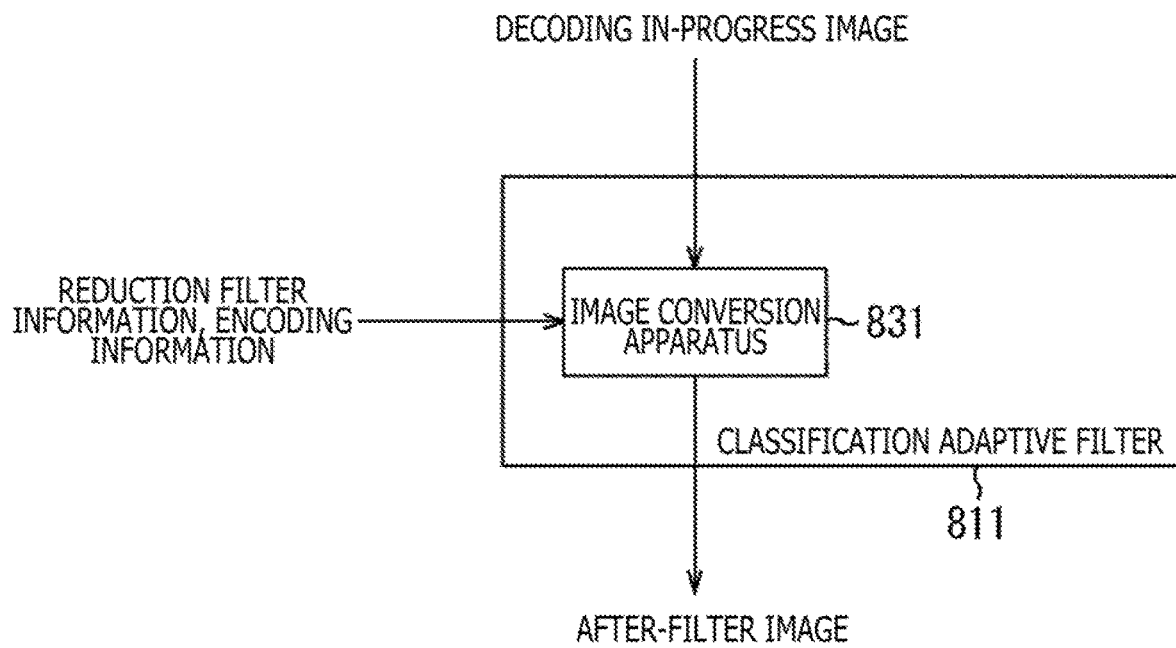 DECODING IN-PROGRESS IMAGE
REDUCTION FILTER
INFORMATION, ENCODING
INFORMATION
IMAGE CONVERSION
APPARATUS
831
CLASSIFICATION ADAPTIVE FILTER
811
AFTER-FILTER IMAGE